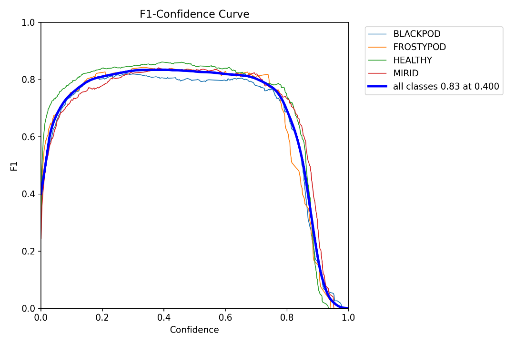 F1-Confidence Curve
BLACKPOD
FROSTYPOD
HEALTHY
MIRID
all classes 0.83 at 0.400
1.0
0.8
0.6
0.4
0.2
0.0
F1
0.0 0.2 0.4 0.6 0.8 1.0
Confidence